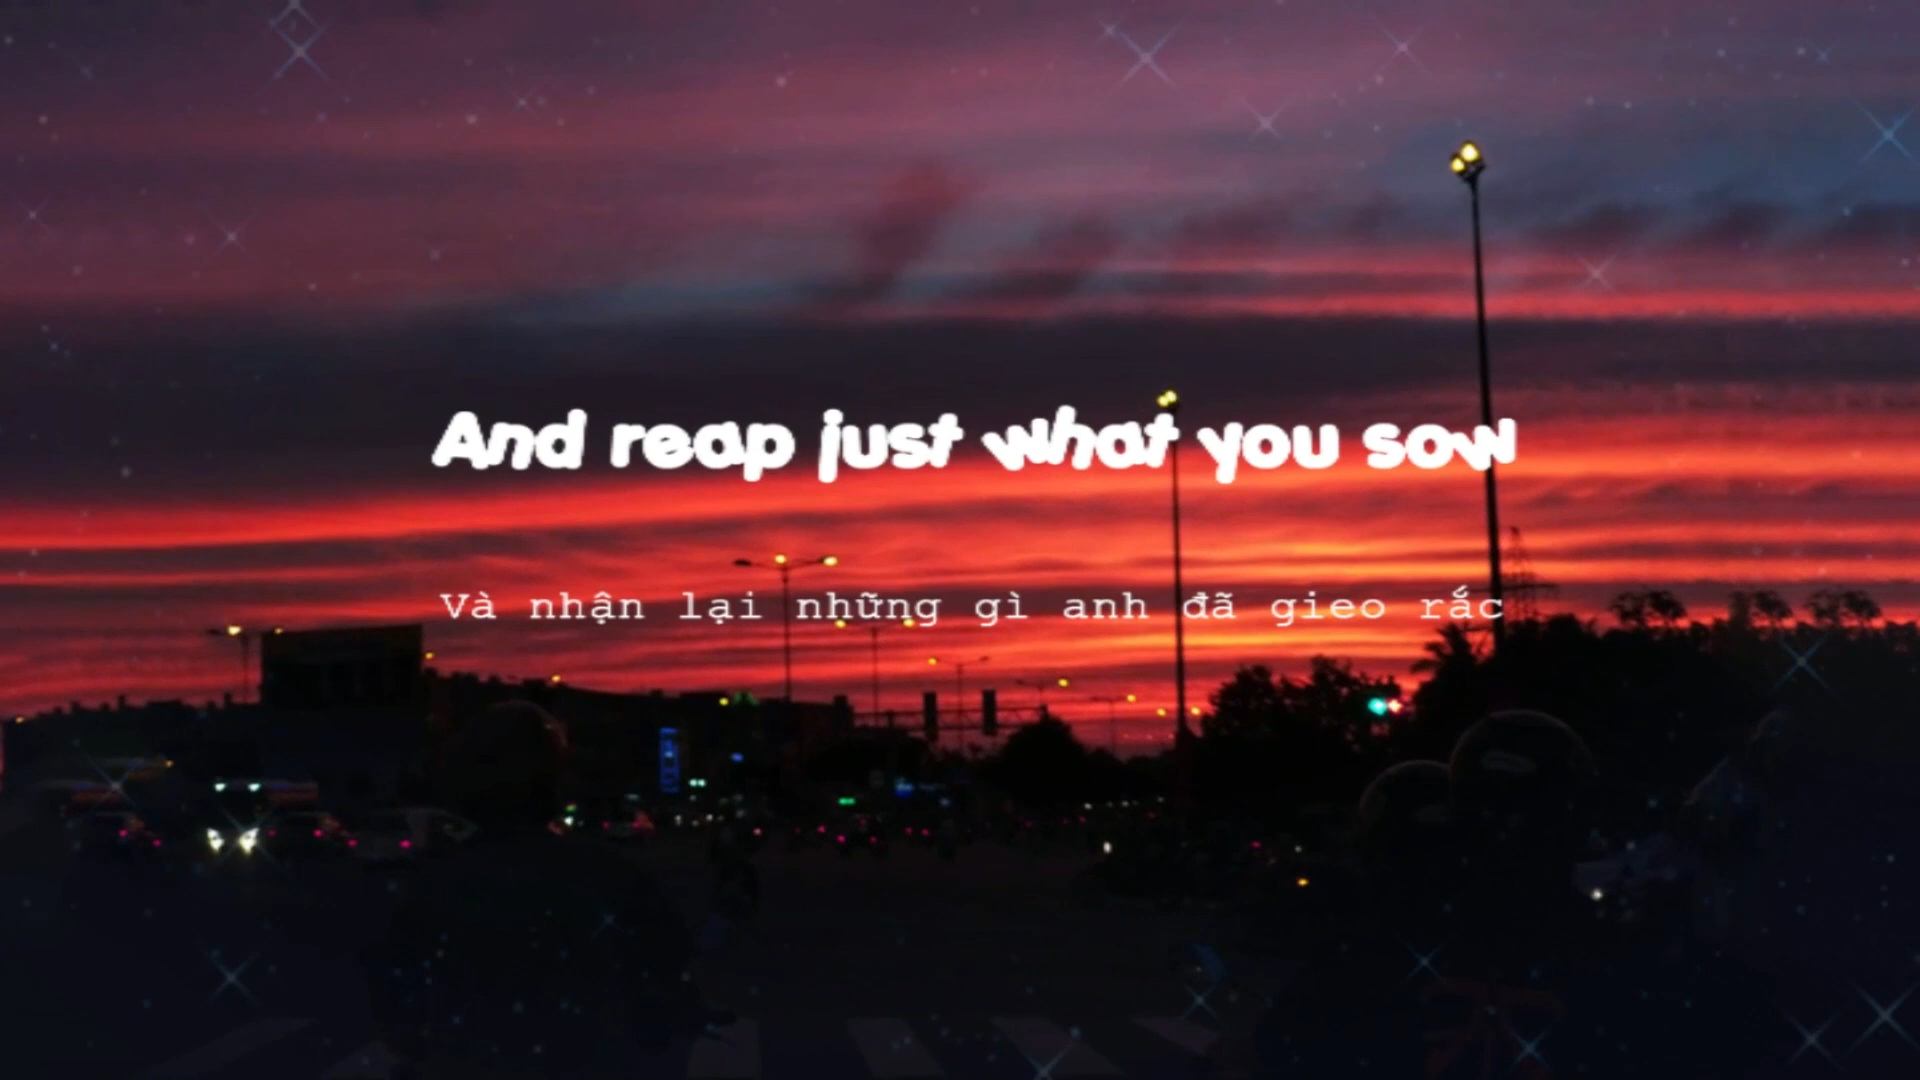 And reap just what you sow
Và nhận lại những gì anh đã gieo rắc